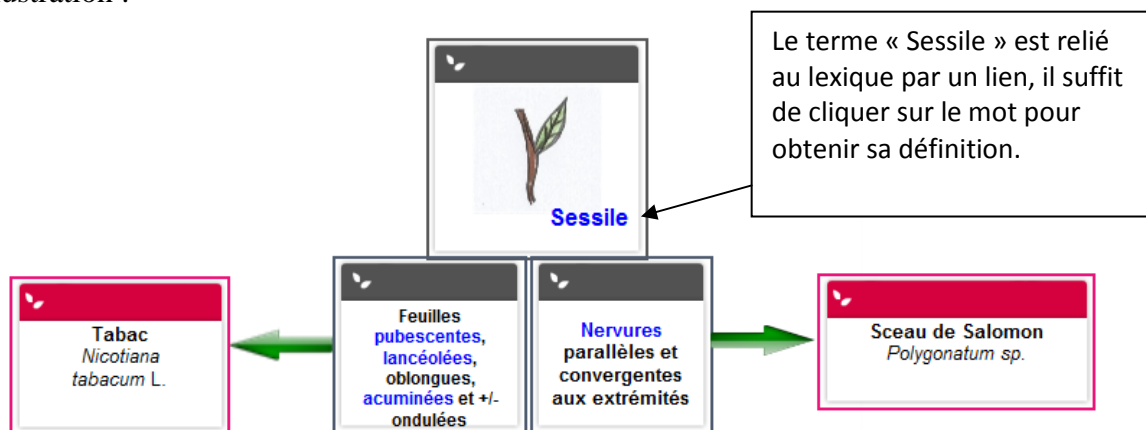 Le terme « Sessile » est relié
au lexique par un lien, il suffit
de cliquer sur le mot pour
obtenir sa définition.
Sessile
Tabac
Nicotiana
tabacum L.
Feuilles
pubescentes,
lancéolées,
oblongues,
acuminées et +/-
ondulées
Nervures
parallèles et
convergentes
aux extrémités
Sceau de Salomon
Polygonatum sp.